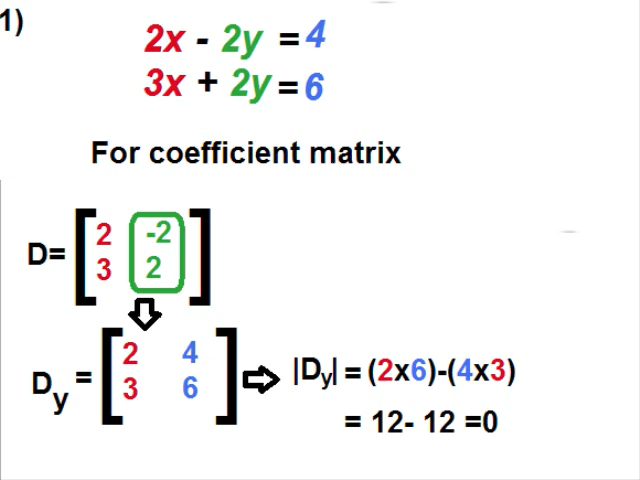 1)
2x - 2y = 4
3x + 2y = 6
For coefficient matrix
D= [ 2 -2
3 2 ]
Dy = [ 2 4
3 6 ]
|Dy| = (2x6)-(4x3)
= 12- 12 =0